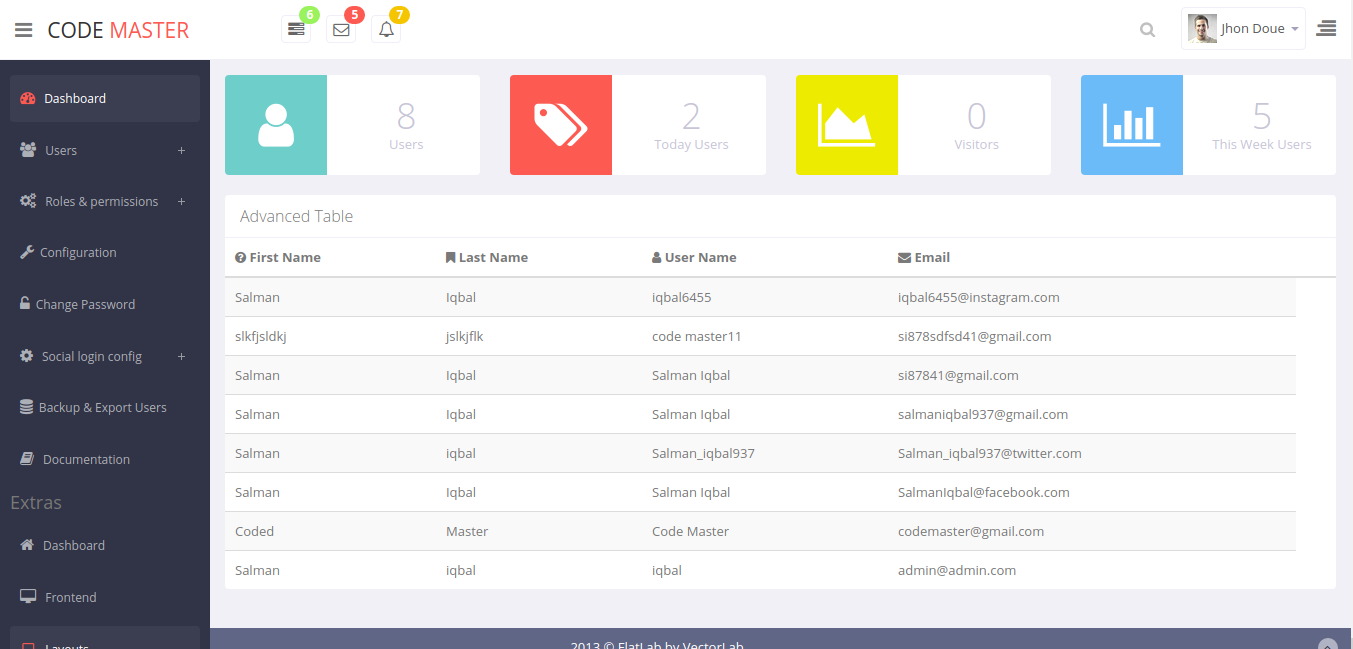 CODE MASTER
6
5
7
Jhon Doue
Dashboard
Users +
Roles & permissions +
Configuration
Change Password
Social login config +
Backup & Export Users
Documentation
Extras
Dashboard
Frontend
Layouts
8
Users
2
Today Users
0
Visitors
5
This Week Users
Advanced Table
First Name Last Name User Name Email
Salman Iqbal iqbal6455 iqbal6455@instagram.com
slkfjsldkj jslkjflk code master11 si878sdfsd41@gmail.com
Salman Iqbal Salman Iqbal si87841@gmail.com
Salman Iqbal Salman Iqbal salmaniqbal937@gmail.com
Salman iqbal Salman_iqbal937 Salman_iqbal937@twitter.com
Salman Iqbal Salman Iqbal SalmanIqbal@facebook.com
Coded Master Code Master codemaster@gmail.com
Salman iqbal iqbal admin@admin.com
2013 © FlatLab by VectorLab.